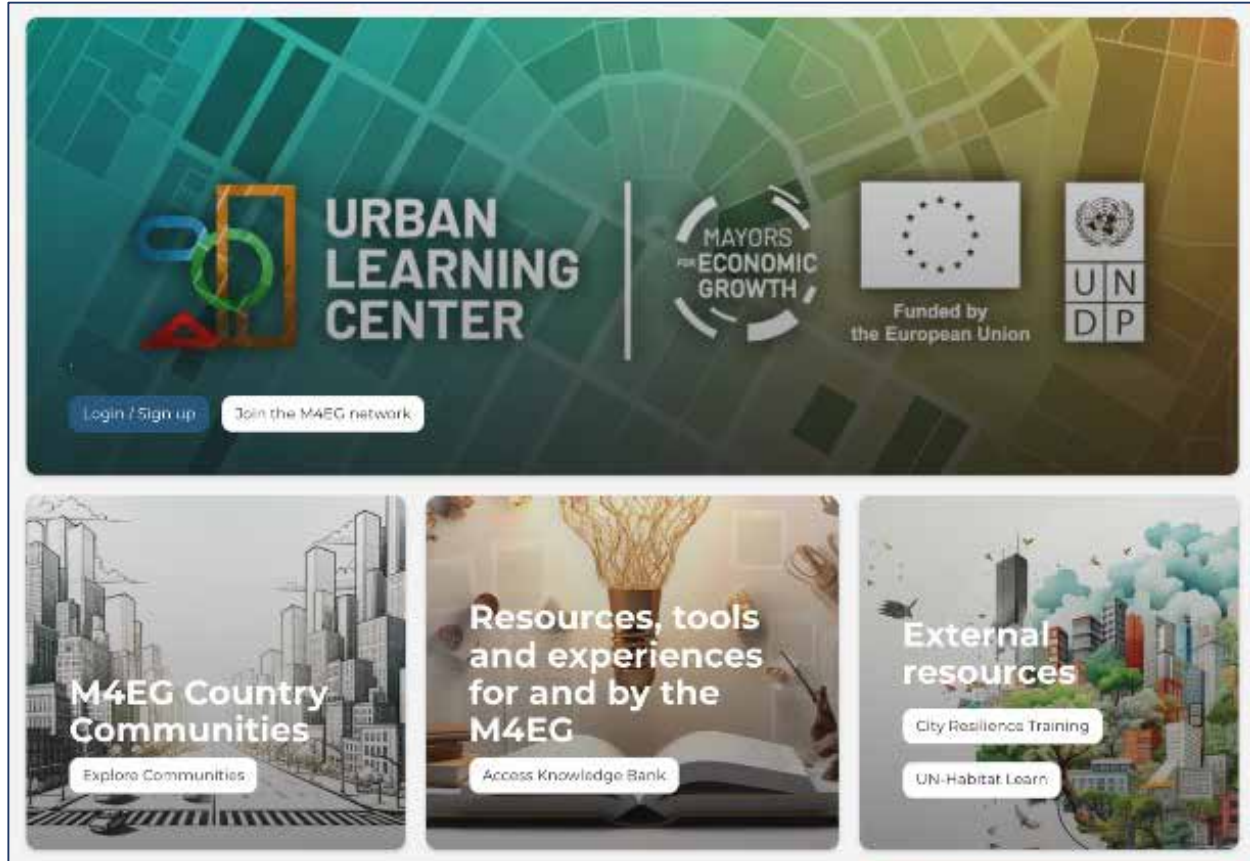 URBAN
LEARNING
CENTER
MAYORS
FOR ECONOMIC
GROWTH
Funded by
the European Union
U N
D P
Login / Sign up
Join the M4EG network
M4EG Country
Communities
Explore Communities
Resources, tools
and experiences
for and by the
M4EG
Access Knowledge Bank
External
resources
City Resilience Training
UN-Habitat Learn